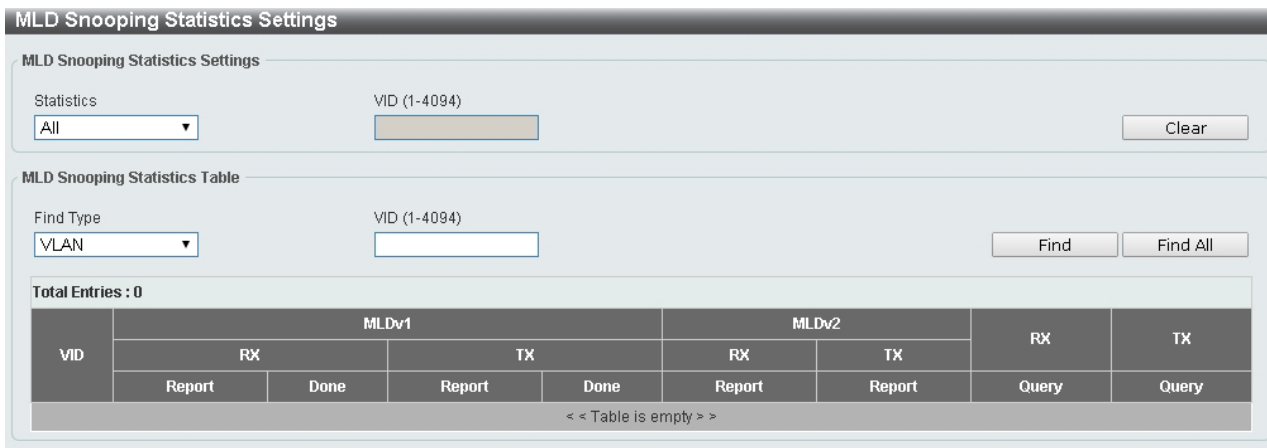 MLD Snooping Statistics Settings
MLD Snooping Statistics Settings
Statistics VID (1-4094)
All Clear
MLD Snooping Statistics Table
Find Type VID (1-4094)
VLAN Find Find All
Total Entries : 0
VID MLDv1 MLDv2 RX TX
RX TX RX TX
Report Done Report Done Report Report Query Query
< < Table is empty > >